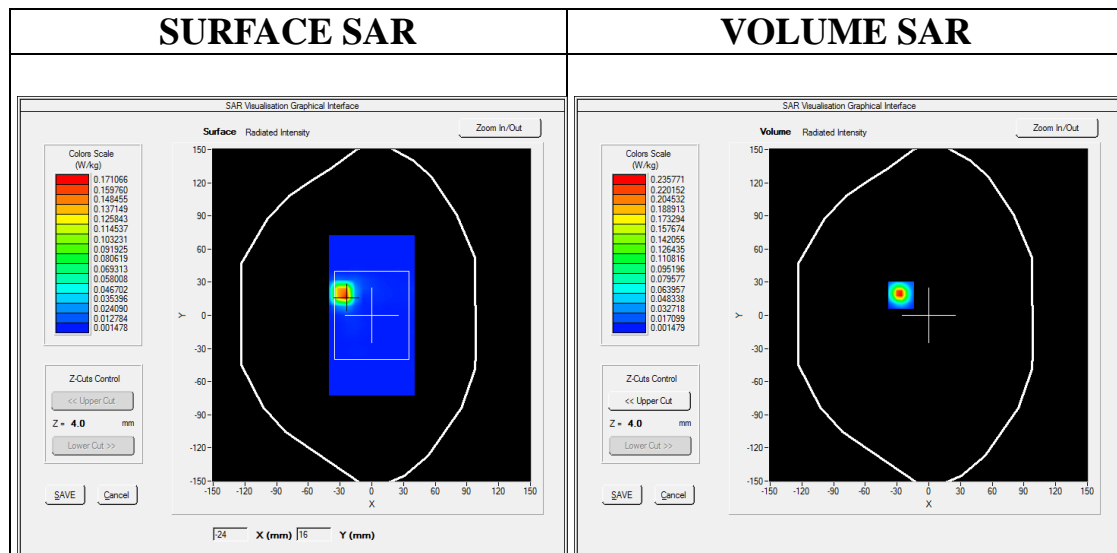 SURFACE SAR
VOLUME SAR
SAR Visualisation Graphical Interface
Surface Radiated Intensity
Zoom In/Out
Colors Scale
(W/kg)
0.171066
0.159760
0.148455
0.137149
0.125843
0.114537
0.103231
0.091925
0.080619
0.069313
0.058008
0.046702
0.035396
0.024090
0.012784
0.001478
150
120
90
60
30
0
-30
-60
-90
-120
-150
Y
-150 -120 -90 -60 -30 0 30 60 90 120 150
X
Z-Cuts Control
<< Upper Cut
Z = 4.0 mm
Lower Cut >>
SAVE Cancel
-24 X (mm) 16 Y (mm)
SAR Visualisation Graphical Interface
Volume Radiated Intensity
Zoom In/Out
Colors Scale
(W/kg)
0.235771
0.220152
0.204532
0.188913
0.173294
0.157674
0.142055
0.126435
0.110816
0.095196
0.079577
0.063957
0.048338
0.032718
0.017099
0.001479
150
120
90
60
30
0
-30
-60
-90
-120
-150
Y
-150 -120 -90 -60 -30 0 30 60 90 120 150
X
Z-Cuts Control
<< Upper Cut
Z = 4.0 mm
Lower Cut >>
SAVE Cancel